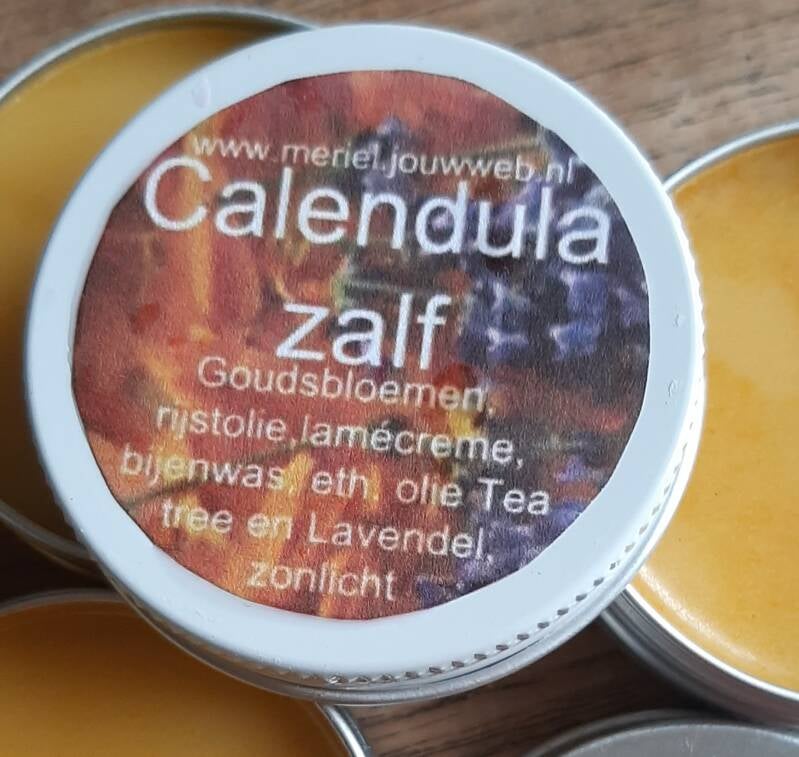 www.meriel.jouwweb.nl
Calendula
zalf
Goudsbloemen,
rijstolie,lamécreme,
bijenwas, eth. olie Tea
tree en Lavendel,
zonlicht